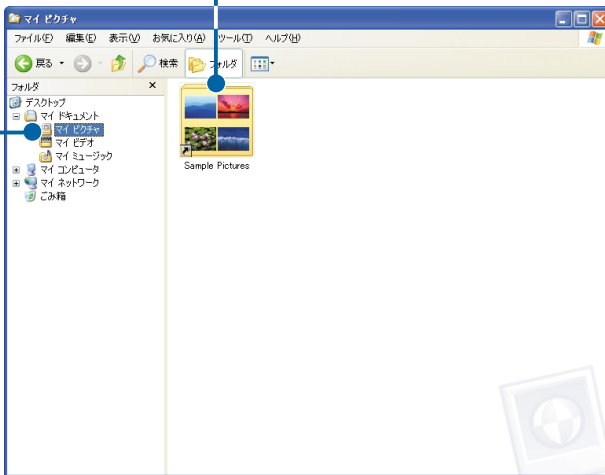 マイ ピクチャ
ファイル(F) 編集(E) 表示(V) お気に入り(A) ツール(T) ヘルプ(H)
戻る 検索 フォルダ
フォルダ ×
デスクトップ
マイ ドキュメント
マイ ピクチャ
マイ ビデオ
マイ ミュージック
マイ コンピュータ
マイ ネットワーク
ごみ箱
Sample Pictures